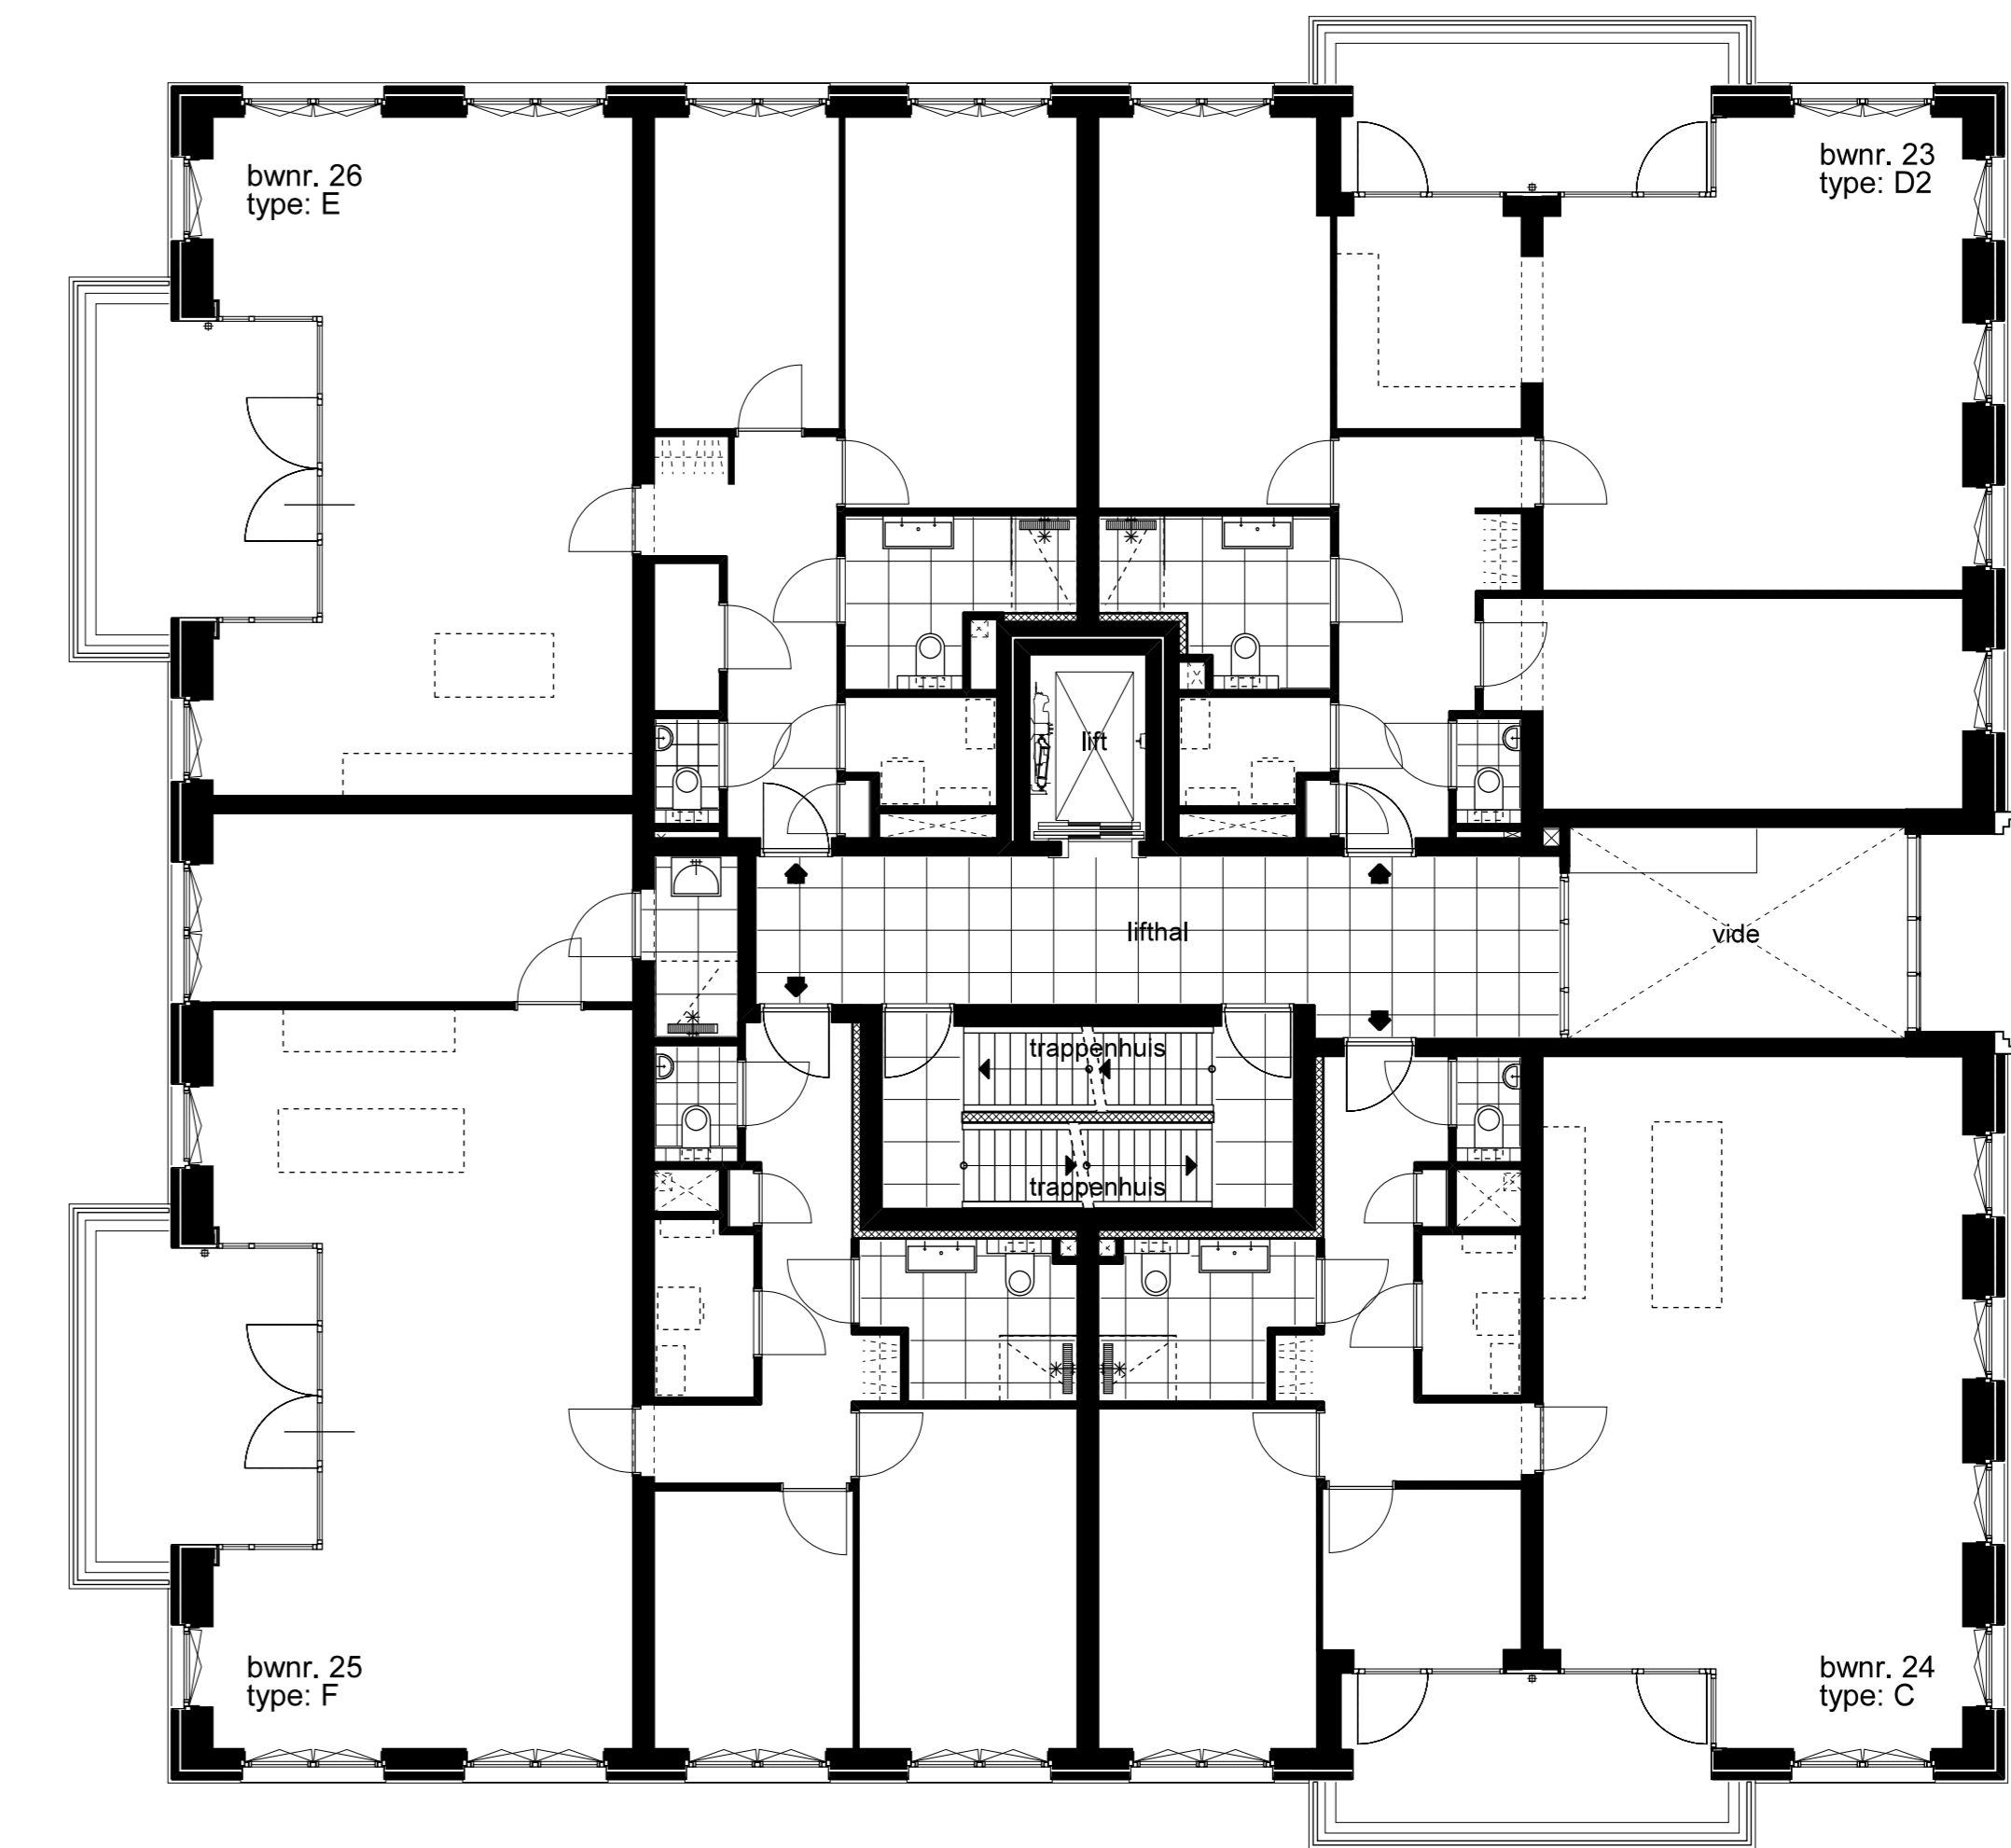 bwnr. 26
type: E
bwnr. 23
type: D2
lift
lifthal
vide
trappenhuis
trappenhuis
bwnr. 25
type: F
bwnr. 24
type: C